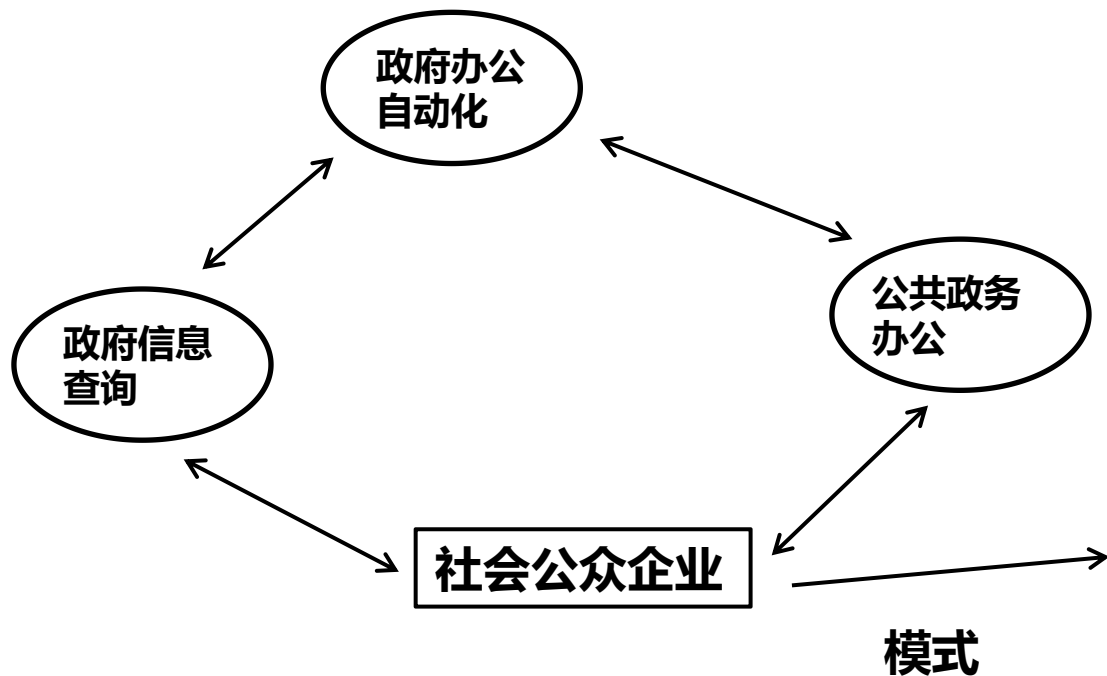 政府办公
自动化
公共政务
办公
政府信息
查询
社会公众企业
模式